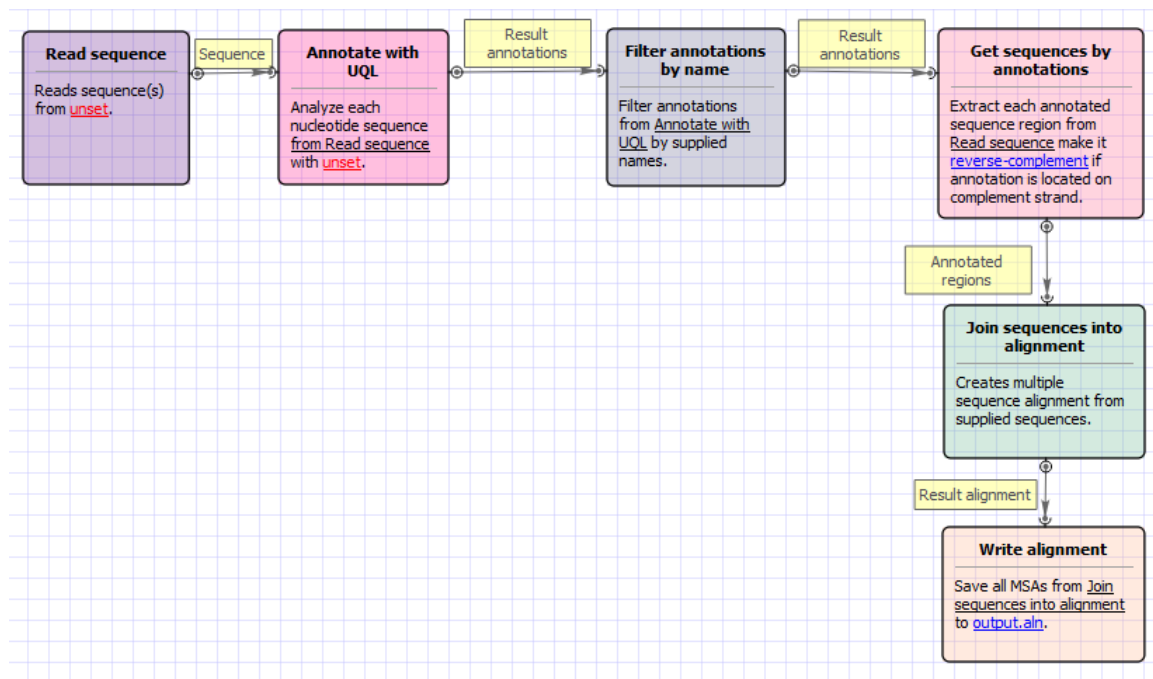 Read sequence
Reads sequence(s)
from unset.
Sequence
Annotate with
UQL
Analyze each
nucleotide sequence
from Read sequence
with unset.
Result
annotations
Filter annotations
by name
Filter annotations
from Annotate with
UQL by supplied
names.
Result
annotations
Get sequences by
annotations
Extract each annotated
sequence region from
Read sequence make it
reverse-complement if
annotation is located on
complement strand.
Annotated
regions
Join sequences into
alignment
Creates multiple
sequence alignment from
supplied sequences.
Result alignment
Write alignment
Save all MSAs from Join
sequences into alignment
to output.aln.